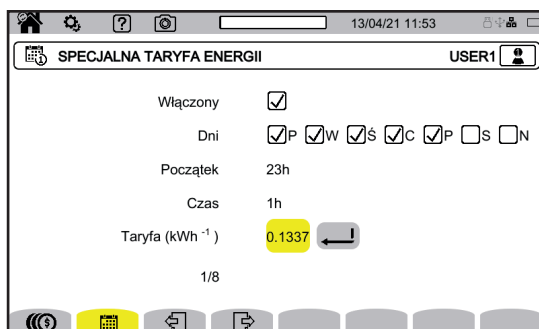 13/04/21 11:53
SPECJALNA TARYFA ENERGII USER1
Włączony
Dni P W Ś C P S N
Początek 23h
Czas 1h
Taryfa (kWh -1 ) 0.1337
1/8